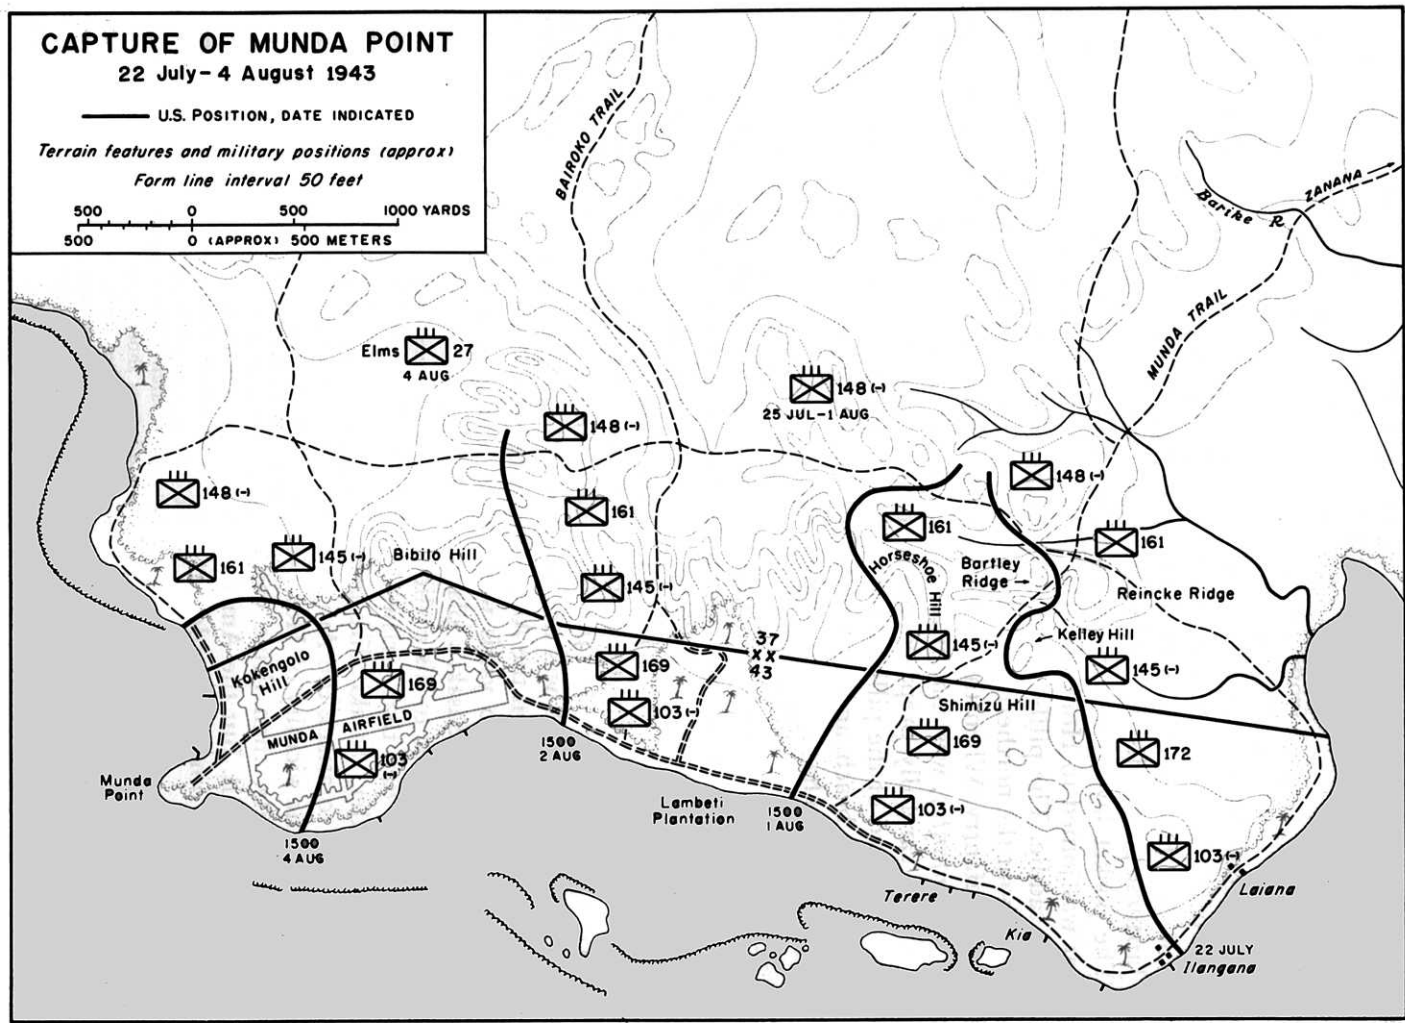 CAPTURE OF MUNDA POINT
22 July – 4 August 1943
U.S. POSITION, DATE INDICATED
Terrain features and military positions (approx)
Form line interval 50 feet
500 0 500 1000 YARDS
500 0 (APPROX) 500 METERS
BAIROKO TRAIL
ZANANA
Barike R.
MUNDA TRAIL
Elms 27
4 AUG
148 (-)
25 JUL – 1 AUG
148 (-)
148 (-)
148 (-)
161
161
161
161
145 (-)
Bibilo Hill
145 (-)
Horseshoe Hill
Bartley
Ridge
Reincke Ridge
Kelley Hill
37
XX
43
145 (-)
145 (-)
Kokengolo
Hill
169
169
103 (-)
Shimizu Hill
169
172
MUNDA AIRFIELD
103
(-)
Munda
Point
1500
2 AUG
Lambeti
Plantation
1500
1 AUG
103 (-)
103 (-)
1500
4 AUG
Terere
Laiana
Kia
22 JULY
Ilangana